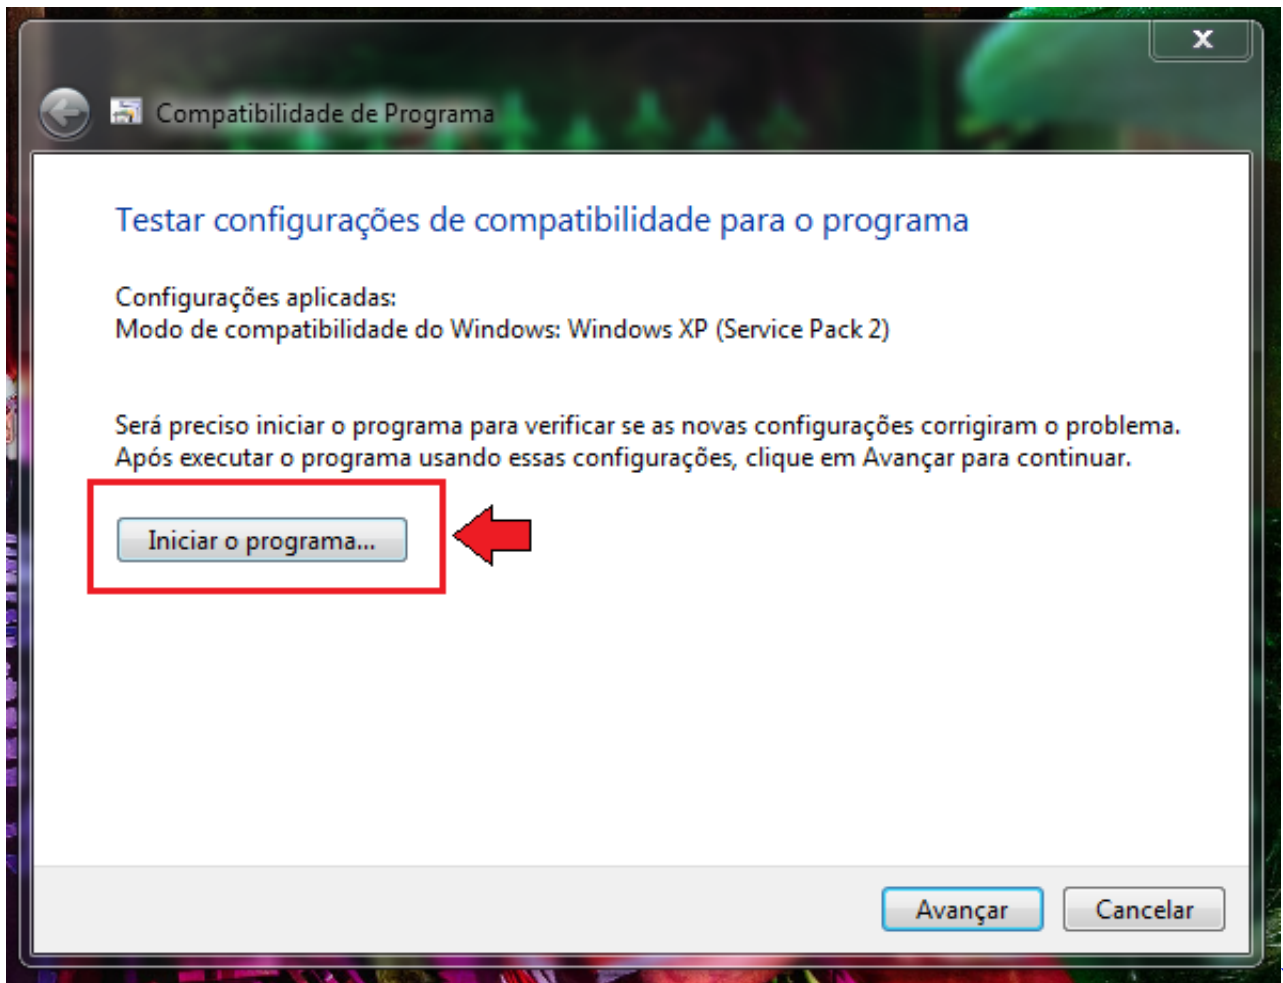 Compatibilidade de Programa
Testar configurações de compatibilidade para o programa
Configurações aplicadas:
Modo de compatibilidade do Windows: Windows XP (Service Pack 2)
Será preciso iniciar o programa para verificar se as novas configurações corrigiram o problema.
Após executar o programa usando essas configurações, clique em Avançar para continuar.
Iniciar o programa...
Avançar Cancelar